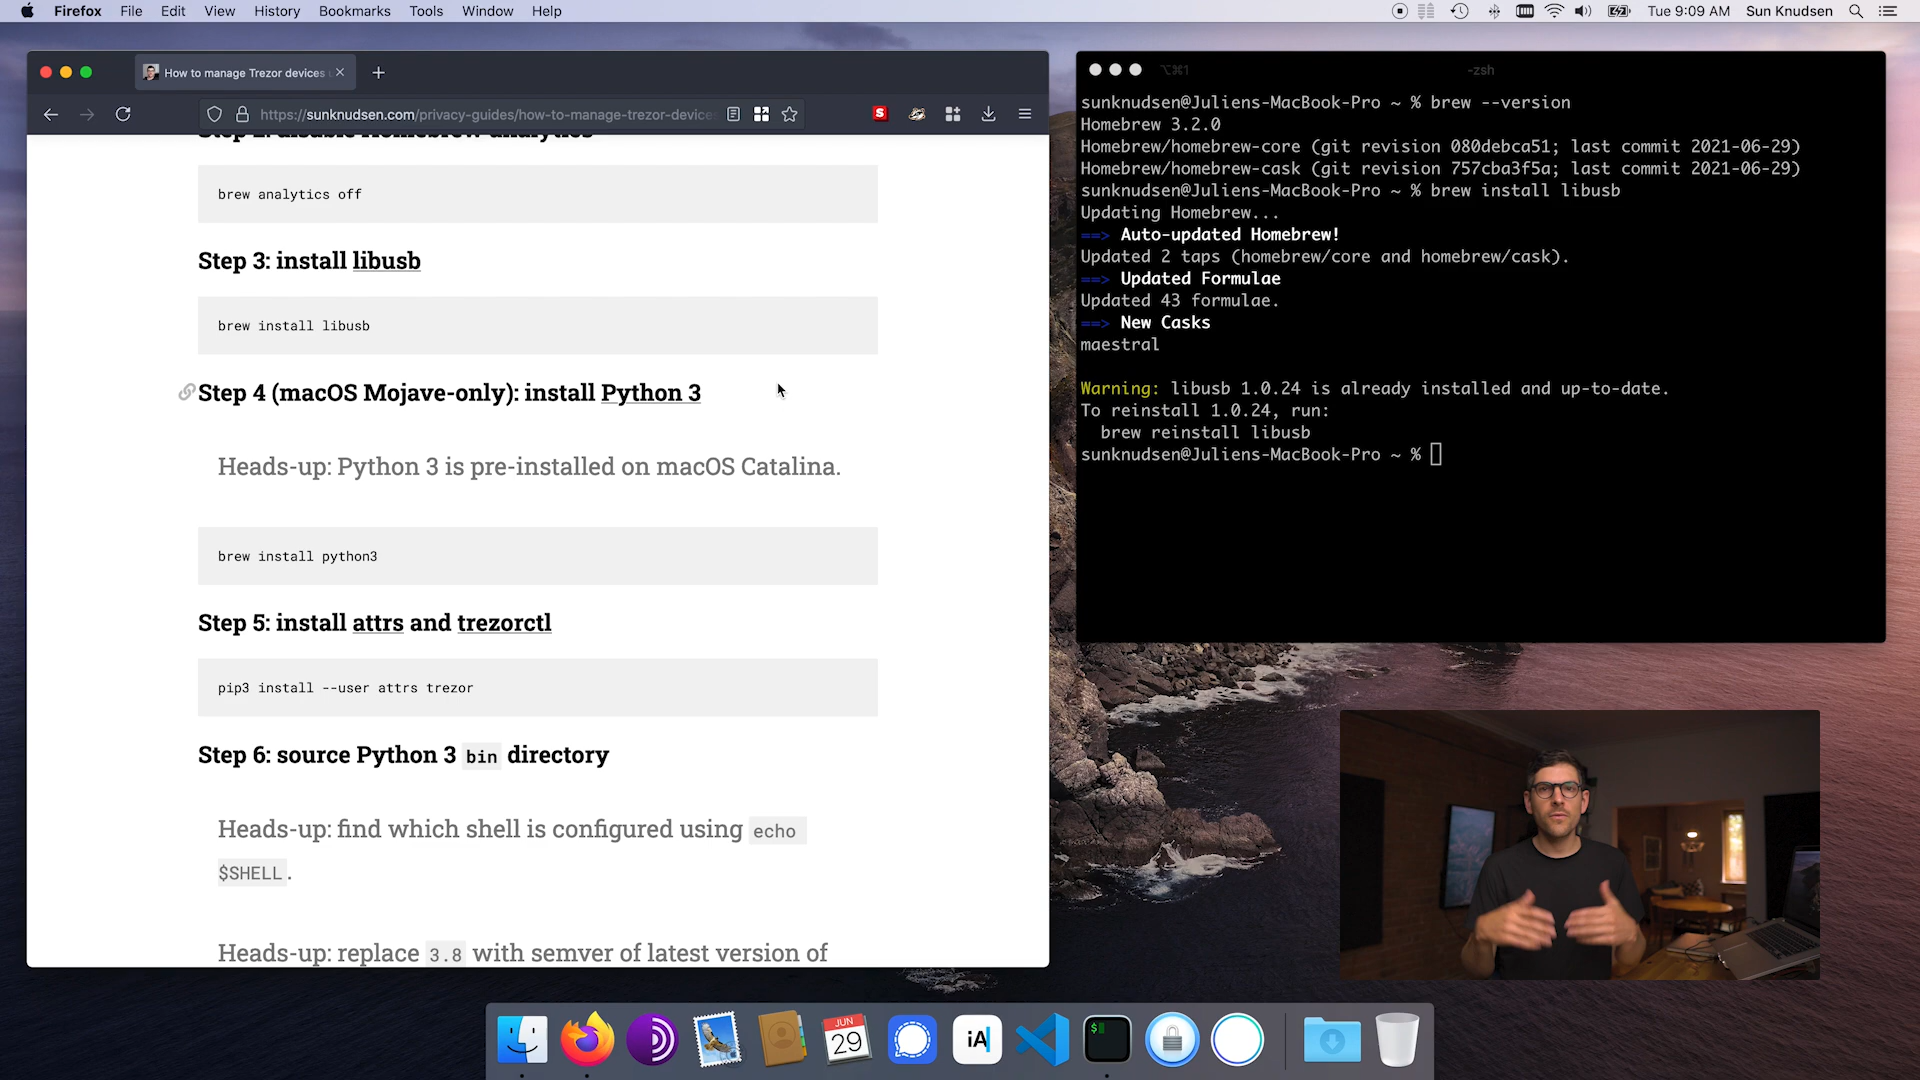 Firefox File Edit View History Bookmarks Tools Window Help
Tue 9:09 AM Sun Knudsen
How to manage Trezor devices
https://sunknudsen.com/privacy-guides/how-to-manage-trezor-device
Step 2: disable Homebrew analytics
brew analytics off
Step 3: install libusb
brew install libusb
Step 4 (macOS Mojave-only): install Python 3
Heads-up: Python 3 is pre-installed on macOS Catalina.
brew install python3
Step 5: install attrs and trezorctl
pip3 install --user attrs trezor
Step 6: source Python 3 bin directory
Heads-up: find which shell is configured using echo
$SHELL.
Heads-up: replace 3.8 with semver of latest version of
⌥⌘1
-zsh
sunknudsen@Juliens-MacBook-Pro ~ % brew --version
Homebrew 3.2.0
Homebrew/homebrew-core (git revision 080debca51; last commit 2021-06-29)
Homebrew/homebrew-cask (git revision 757cba3f5a; last commit 2021-06-29)
sunknudsen@Juliens-MacBook-Pro ~ % brew install libusb
Updating Homebrew...
==> Auto-updated Homebrew!
Updated 2 taps (homebrew/core and homebrew/cask).
==> Updated Formulae
Updated 43 formulae.
==> New Casks
maestral
Warning: libusb 1.0.24 is already installed and up-to-date.
To reinstall 1.0.24, run:
brew reinstall libusb
sunknudsen@Juliens-MacBook-Pro ~ %
JUN
29
iA
$